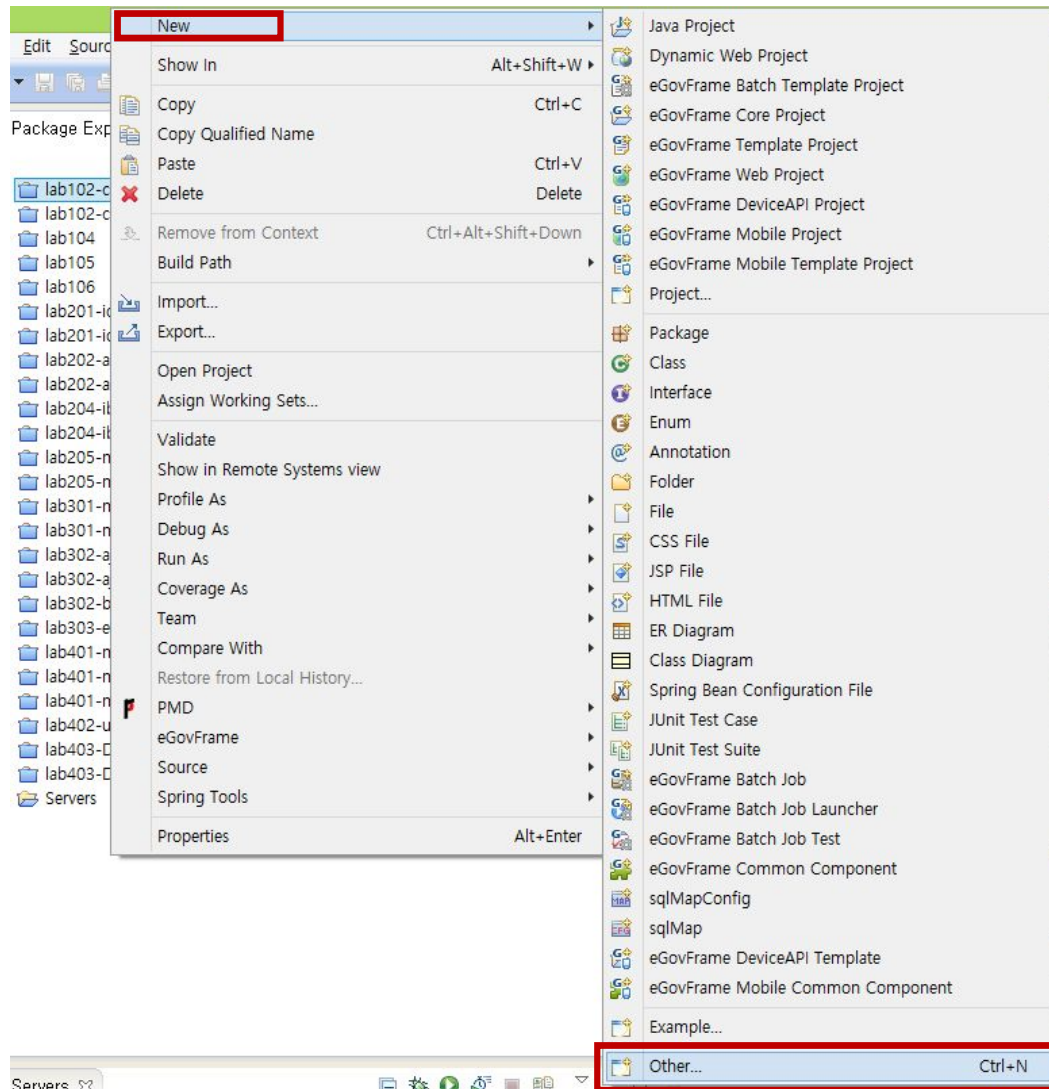 Edit Sourc
Package Exp
lab102-c
lab102-c
lab104
lab105
lab106
lab201-ic
lab201-ic
lab202-a
lab202-a
lab204-it
lab204-it
lab205-n
lab205-n
lab301-n
lab301-n
lab302-a
lab302-a
lab302-b
lab303-e
lab401-n
lab401-n
lab401-n
lab402-u
lab403-D
lab403-D
Servers
New
Show In Alt+Shift+W
Copy Ctrl+C
Copy Qualified Name
Paste Ctrl+V
Delete Delete
Remove from Context Ctrl+Alt+Shift+Down
Build Path
Import...
Export...
Open Project
Assign Working Sets...
Validate
Show in Remote Systems view
Profile As
Debug As
Run As
Coverage As
Team
Compare With
Restore from Local History...
PMD
eGovFrame
Source
Spring Tools
Properties Alt+Enter
Java Project
Dynamic Web Project
eGovFrame Batch Template Project
eGovFrame Core Project
eGovFrame Template Project
eGovFrame Web Project
eGovFrame DeviceAPI Project
eGovFrame Mobile Project
eGovFrame Mobile Template Project
Project...
Package
Class
Interface
Enum
Annotation
Folder
File
CSS File
JSP File
HTML File
ER Diagram
Class Diagram
Spring Bean Configuration File
JUnit Test Case
JUnit Test Suite
eGovFrame Batch Job
eGovFrame Batch Job Launcher
eGovFrame Batch Job Test
eGovFrame Common Component
sqlMapConfig
sqlMap
eGovFrame DeviceAPI Template
eGovFrame Mobile Common Component
Example...
Other... Ctrl+N
Servers